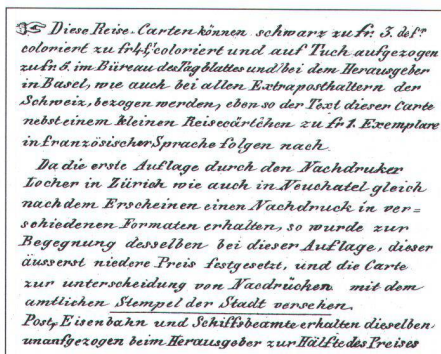 ☞ Diese Reise-Carten können schwarz zu fr. 3. dessn
coloriert zu fr 4½, coloriert und auf Tuch aufgezogen
zu fr 5. im Büreau des Tagblattes und bei dem Herausgeber
in Basel, wie auch bei allen Extraposthaltern der
Schweiz, bezogen werden, eben so der Text dieser Carte
nebst einem kleinen Reisecärtchen zu fr 1. Exemplare
in französischer Sprache folgen nach.
Da die erste Auflage durch den Nachdruker
Locher in Zürich wie auch in Neuchatel gleich
nach dem Erscheinen einen Nachdruck in ver=
schiedenen Formaten erhalten, so wurde zur
Begegnung desselben bei dieser Auflage, dieser
äusserst niedere Preis festgesetzt, und die Carte
zur unterscheidung von Nacdrücken mit dem
amtlichen Stempel der Stadt versehen.
Post, Eisenbahn und Schiffsbeamte erhalten dieselben
unaufgezogen beim Herausgeber zur Hälfte des Preises